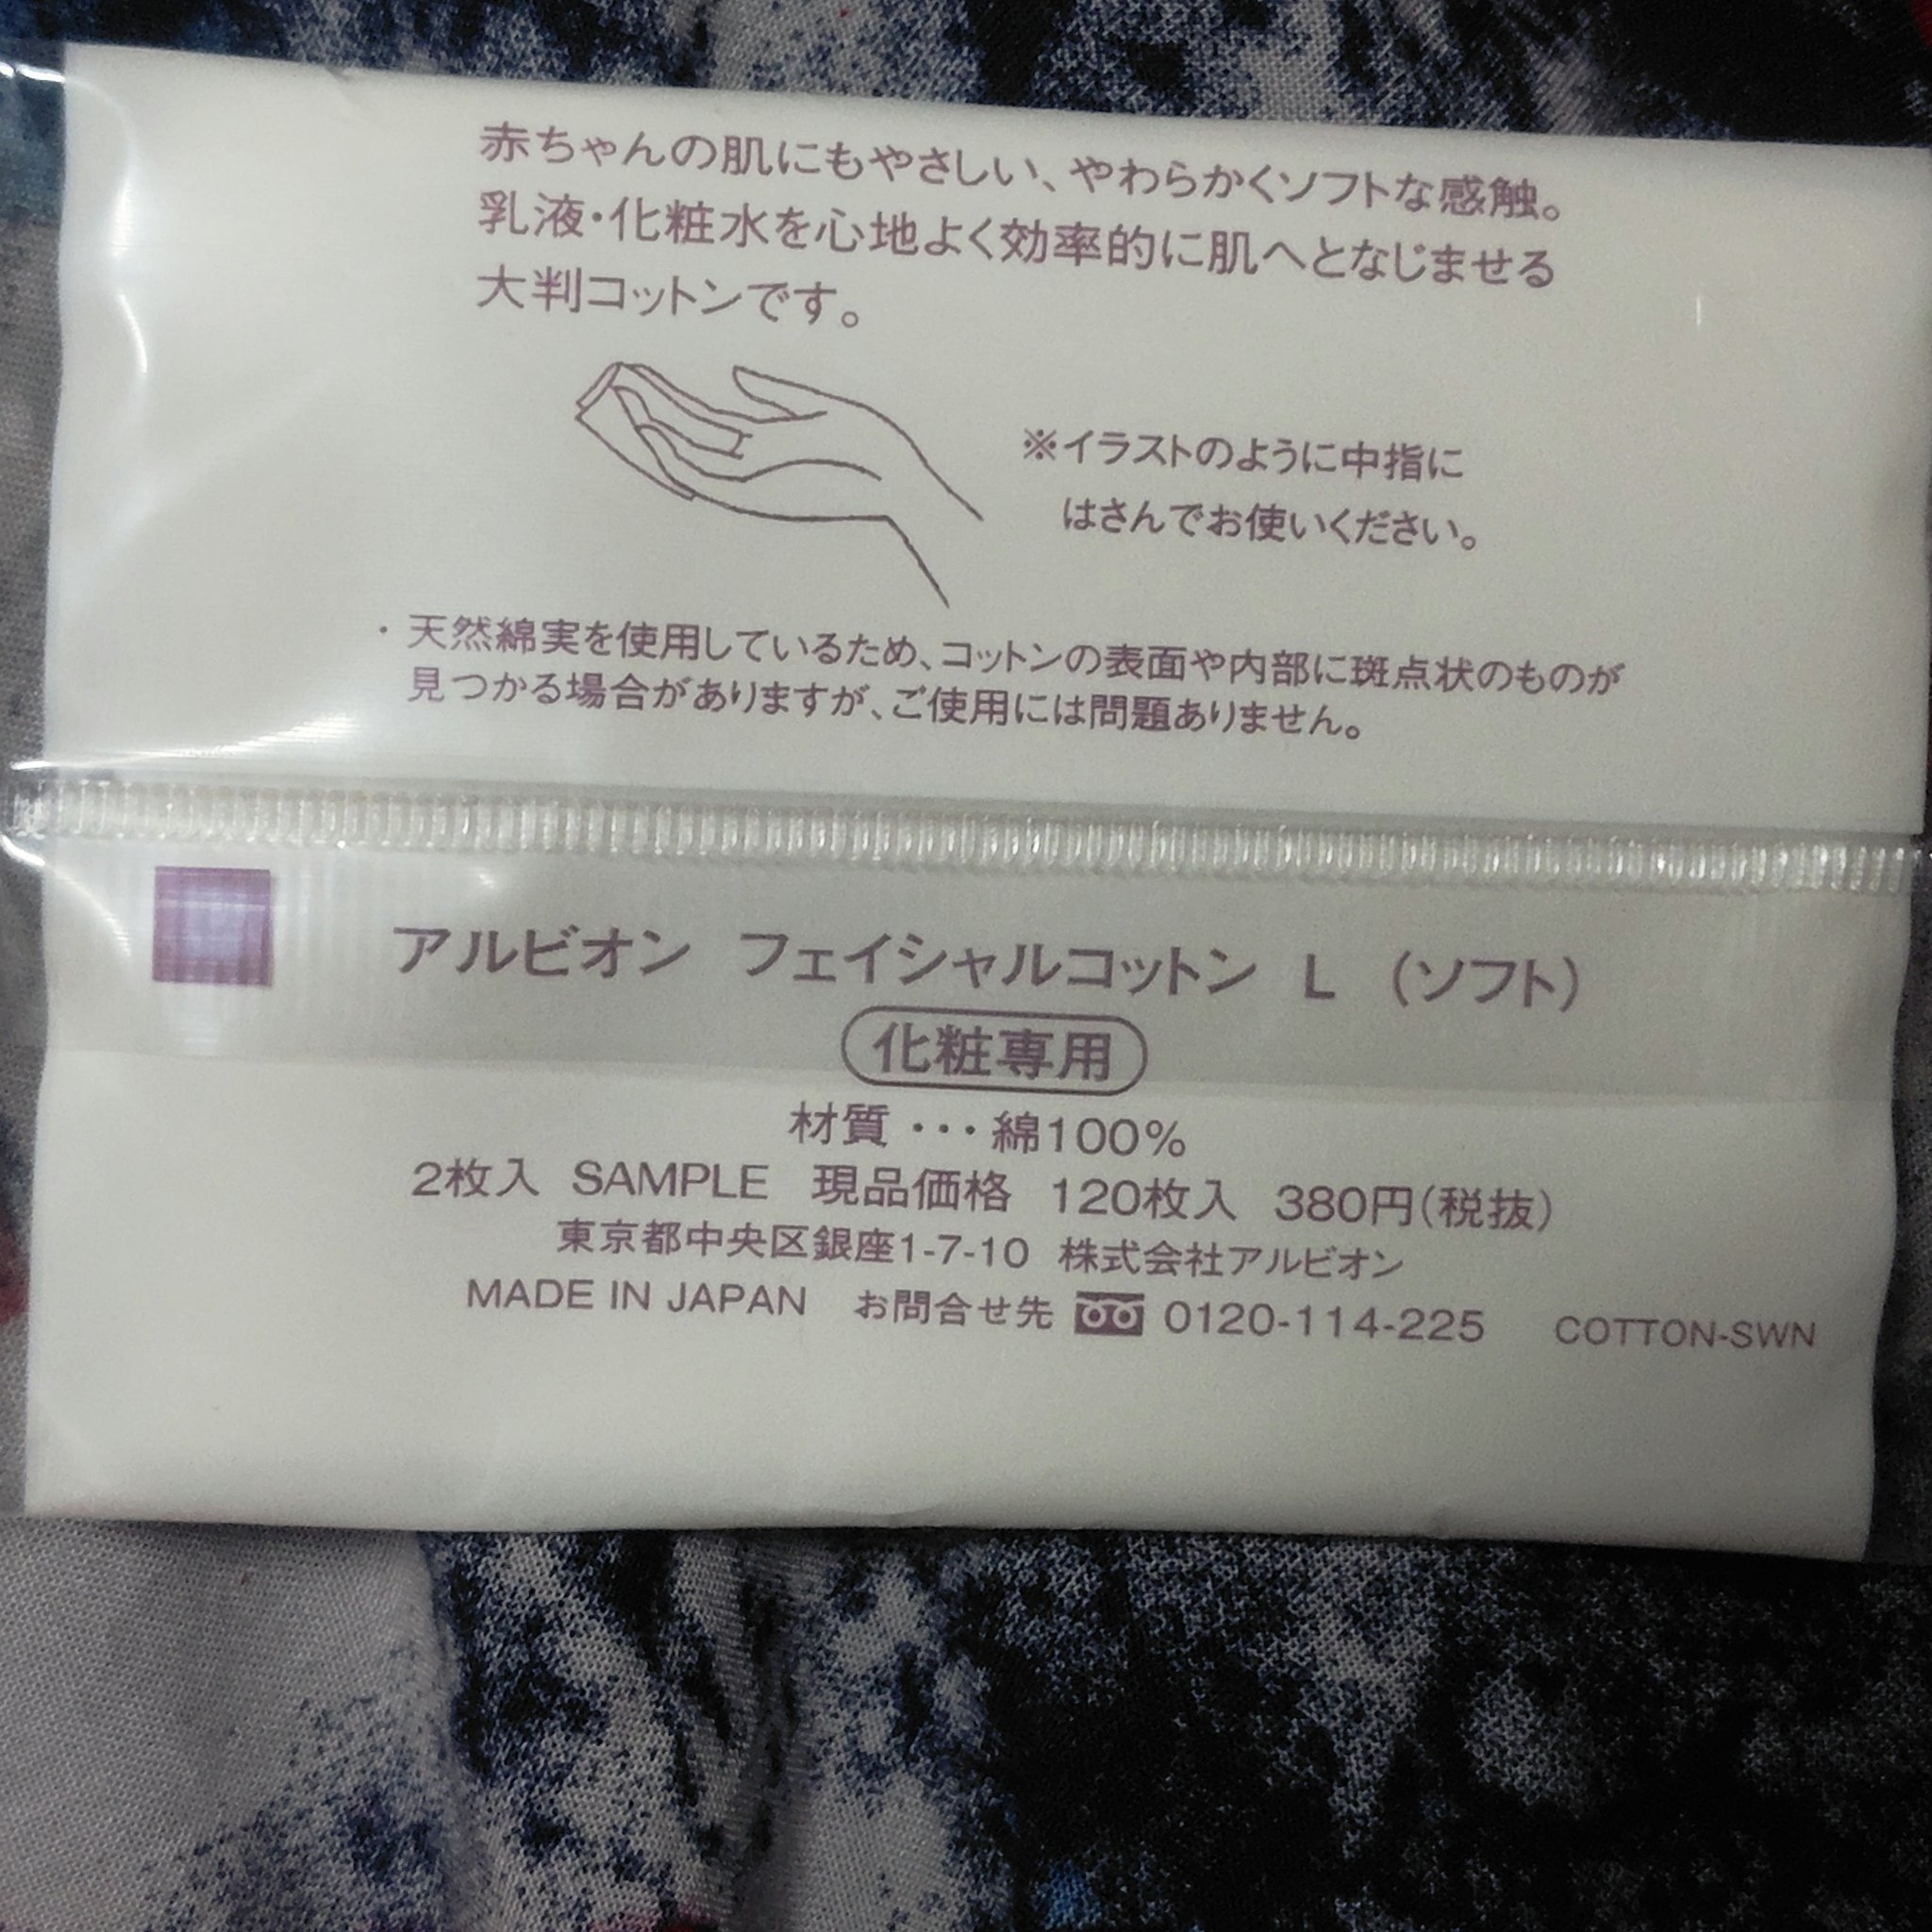 赤ちゃんの肌にもやさしい、やわらかくソフトな感触。
乳液・化粧水を心地よく効率的に肌へとなじませる
大判コットンです。
※イラストのように中指に
はさんでお使いください。
・天然綿実を使用しているため、コットンの表面や内部に斑点状のものが
見つかる場合がありますが、ご使用には問題ありません。
アルビオン フェイシャルコットン L (ソフト)
化粧専用
材質・・・綿100%
2枚入 SAMPLE 現品価格 120枚入 380円(税抜)
東京都中央区銀座1-7-10 株式会社アルビオン
MADE IN JAPAN お問合せ先 0120-114-225 COTTON-SWN